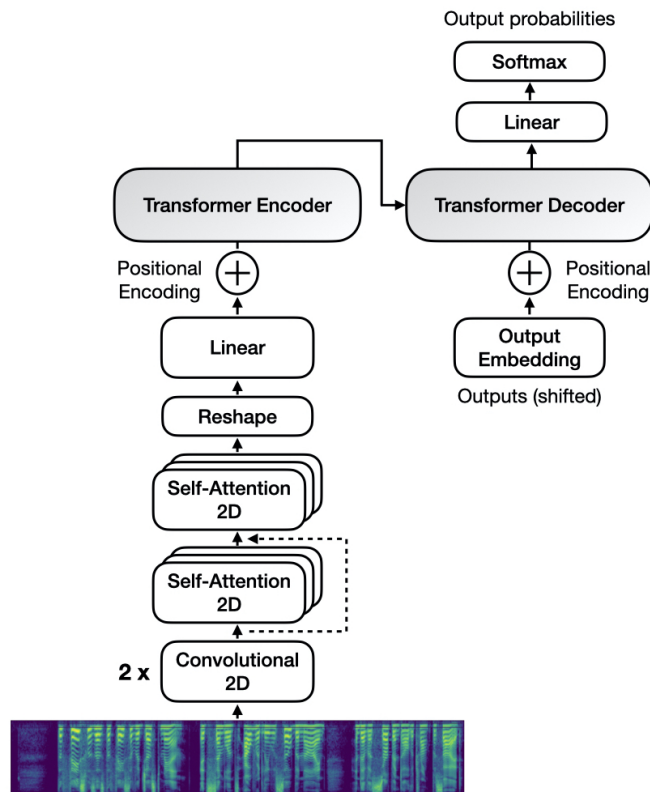 Output probabilities
Softmax
Linear
Transformer Encoder
Transformer Decoder
Positional
Encoding
Positional
Encoding
Linear
Output
Embedding
Outputs (shifted)
Reshape
Self-Attention
2D
Self-Attention
2D
2 x
Convolutional
2D